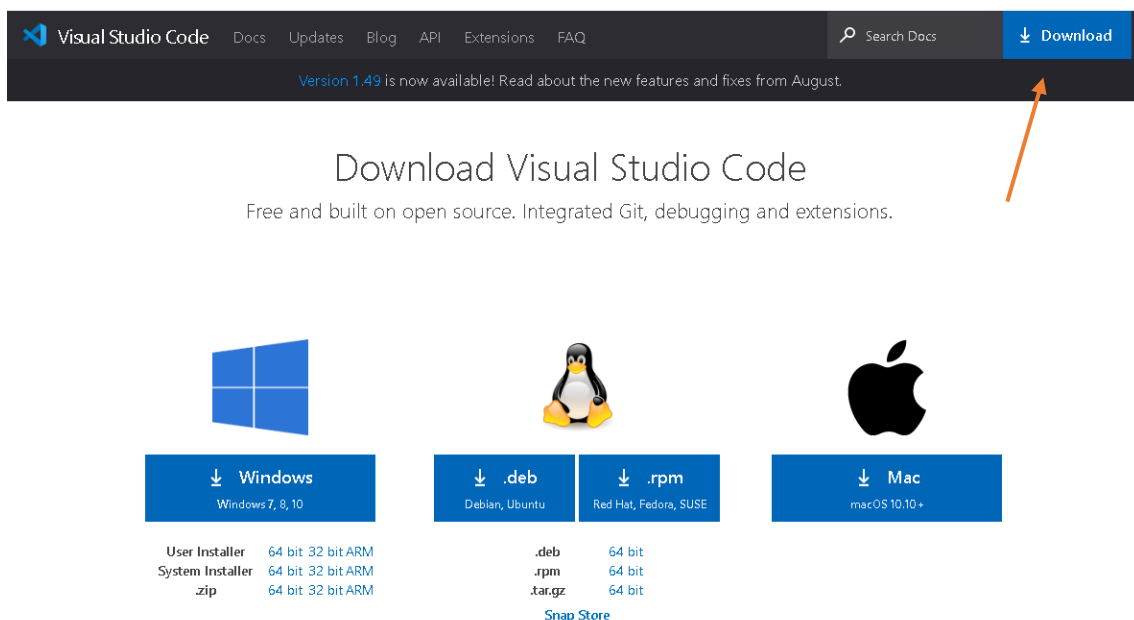 Visual Studio Code Docs Updates Blog API Extensions FAQ Search Docs Download
Version 1.49 is now available! Read about the new features and fixes from August.
Download Visual Studio Code
Free and built on open source. Integrated Git, debugging and extensions.
Windows .deb .rpm Mac
Windows 7, 8, 10 Debian, Ubuntu Red Hat, Fedora, SUSE macOS 10.10+
User Installer 64 bit 32 bit ARM .deb 64 bit
System Installer 64 bit 32 bit ARM .rpm 64 bit
.zip 64 bit 32 bit ARM .tar.gz 64 bit
Snap Store